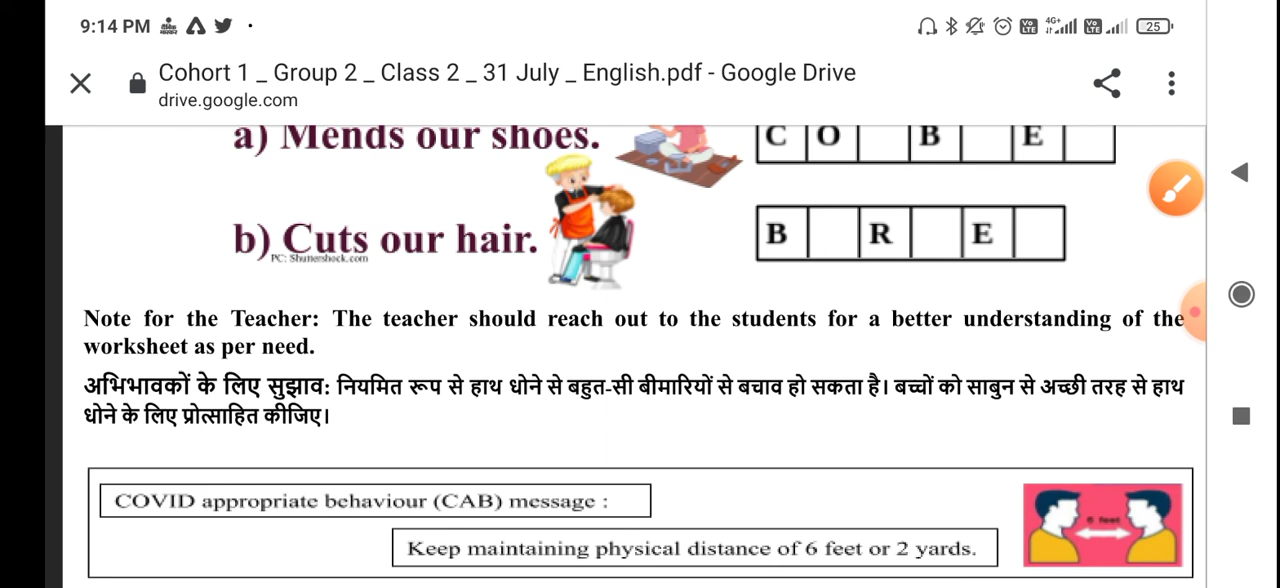 9:14 PM
4G+
25
Cohort 1 _ Group 2 _ Class 2 _ 31 July _ English.pdf - Google Drive
drive.google.com
a) Mends our shoes. C O B E
b) Cuts our hair. B R E
PC: Shuttershock.com
Note for the Teacher: The teacher should reach out to the students for a better understanding of the
worksheet as per need.
अभिभावकों के लिए सुझाव: नियमित रूप से हाथ धोने से बहुत-सी बीमारियों से बचाव हो सकता है। बच्चों को साबुन से अच्छी तरह से हाथ
धोने के लिए प्रोत्साहित कीजिए।
COVID appropriate behaviour (CAB) message :
6 feet
Keep maintaining physical distance of 6 feet or 2 yards.